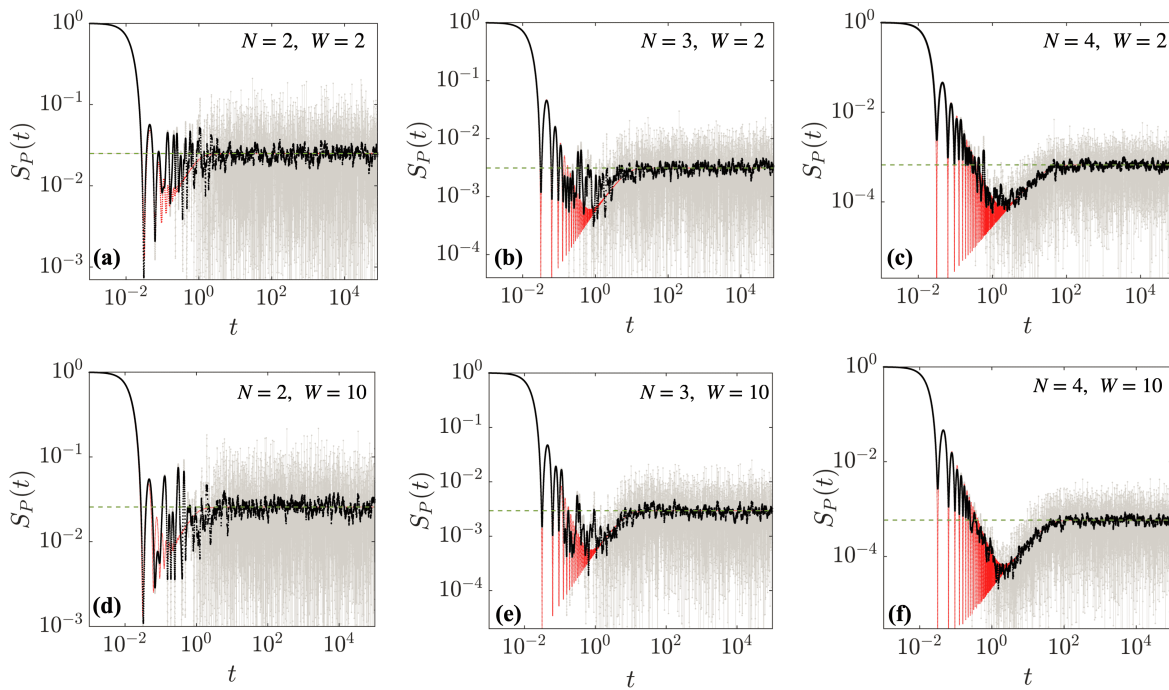 N = 2, W = 2
10^0
10^{-1}
10^{-2}
10^{-3}
S_P(t)
(a)
10^{-2} 10^0 10^2 10^4
t
N = 3, W = 2
10^0
10^{-1}
10^{-2}
10^{-3}
10^{-4}
S_P(t)
(b)
10^{-2} 10^0 10^2 10^4
t
N = 4, W = 2
10^0
10^{-2}
10^{-4}
S_P(t)
(c)
10^{-2} 10^0 10^2 10^4
t
N = 2, W = 10
10^0
10^{-1}
10^{-2}
10^{-3}
S_P(t)
(d)
10^{-2} 10^0 10^2 10^4
t
N = 3, W = 10
10^0
10^{-1}
10^{-2}
10^{-3}
10^{-4}
S_P(t)
(e)
10^{-2} 10^0 10^2 10^4
t
N = 4, W = 10
10^0
10^{-2}
10^{-4}
S_P(t)
(f)
10^{-2} 10^0 10^2 10^4
t